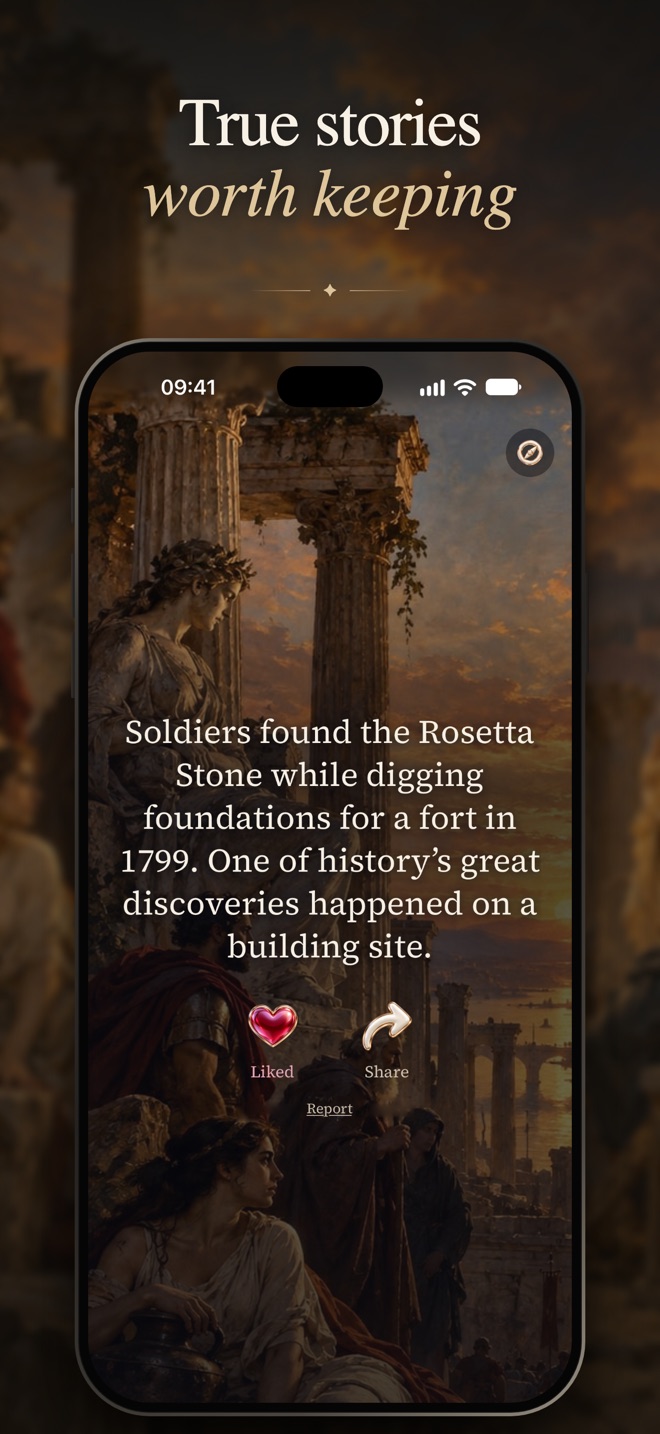 True stories
worth keeping
09:41
Soldiers found the Rosetta
Stone while digging
foundations for a fort in
1799. One of history’s great
discoveries happened on a
building site.
Liked
Share
Report